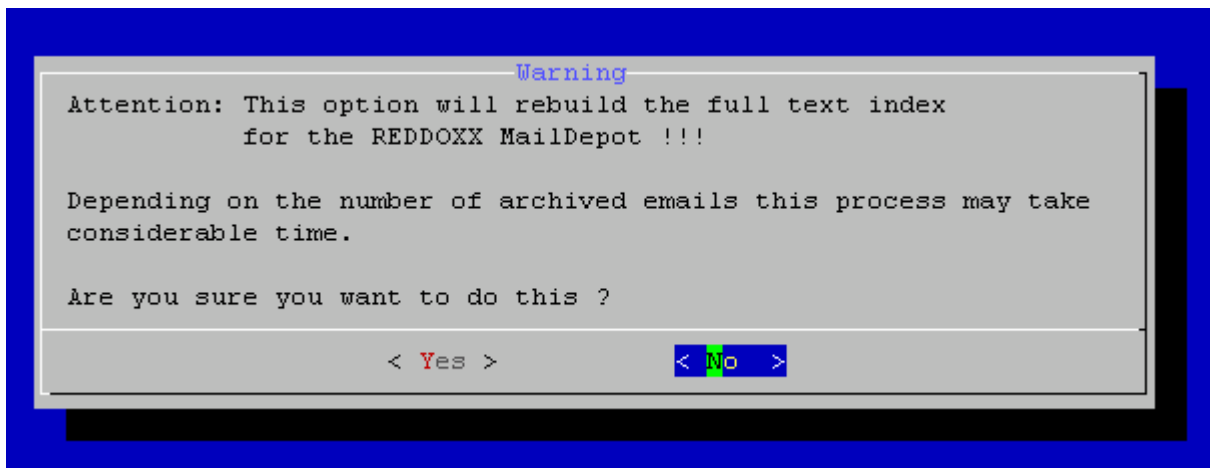 Warning
Attention: This option will rebuild the full text index
for the REDDOXX MailDepot !!!
Depending on the number of archived emails this process may take
considerable time.
Are you sure you want to do this ?
< Yes > < No >